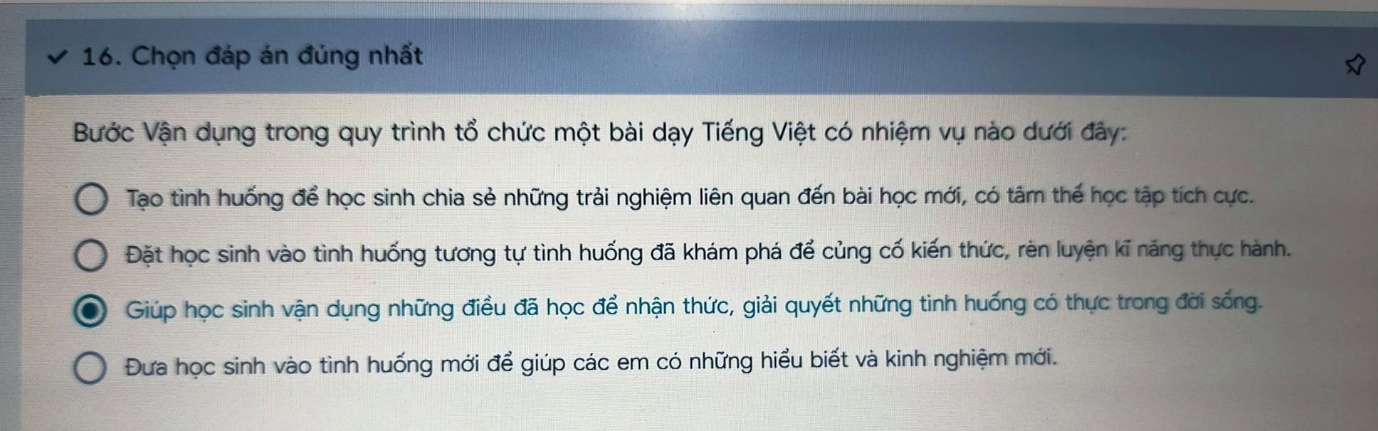 16. Chọn đáp án đúng nhất
Bước Vận dụng trong quy trình tổ chức một bài dạy Tiếng Việt có nhiệm vụ nào dưới đây:
Tạo tình huống để học sinh chia sẻ những trải nghiệm liên quan đến bài học mới, có tâm thế học tập tích cực.
Đặt học sinh vào tình huống tương tự tình huống đã khám phá để củng cố kiến thức, rèn luyện kĩ năng thực hành.
Giúp học sinh vận dụng những điều đã học để nhận thức, giải quyết những tình huống có thực trong đời sống.
Đưa học sinh vào tình huống mới để giúp các em có những hiểu biết và kinh nghiệm mới.